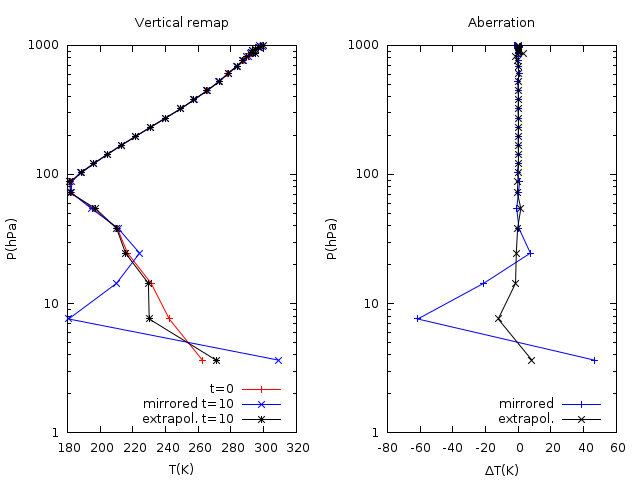 Vertical remap
1000
100
10
1
P(hPa)
t=0
mirrored t=10
extrapol. t=10
180 200 220 240 260 280 300 320
T(K)
Aberration
1000
100
10
1
P(hPa)
mirrored
extrapol.
-80 -60 -40 -20 0 20 40 60
ΔT(K)